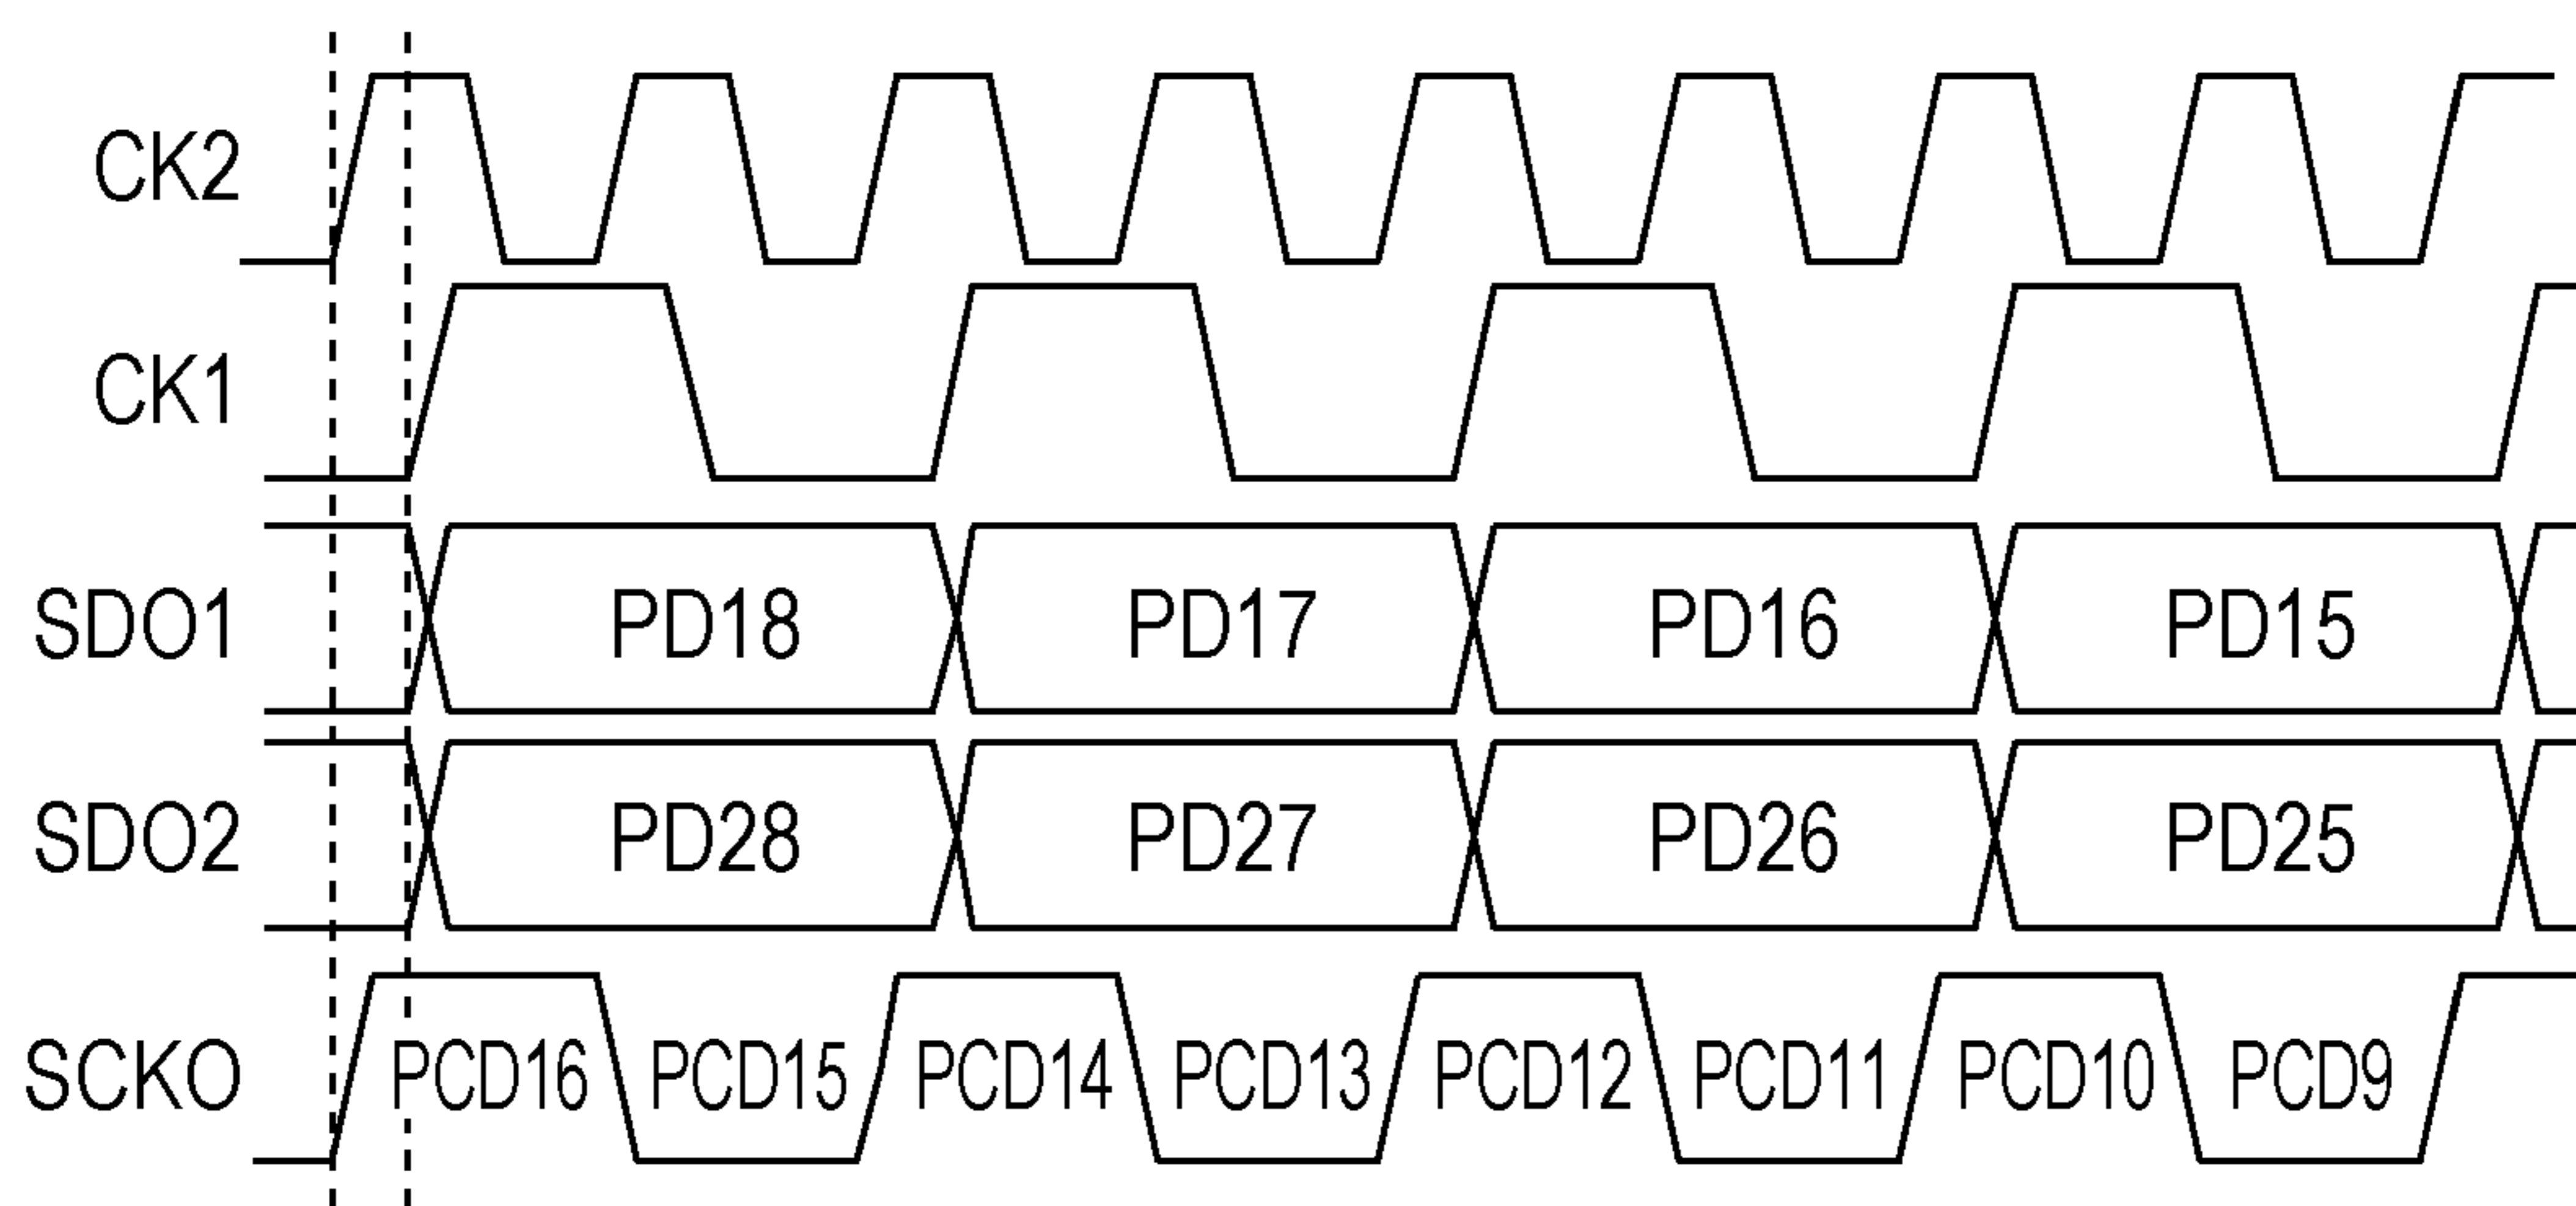 CK2
CK1
SDO1 PD18 PD17 PD16 PD15
SDO2 PD28 PD27 PD26 PD25
SCKO PCD16 PCD15 PCD14 PCD13 PCD12 PCD11 PCD10 PCD9